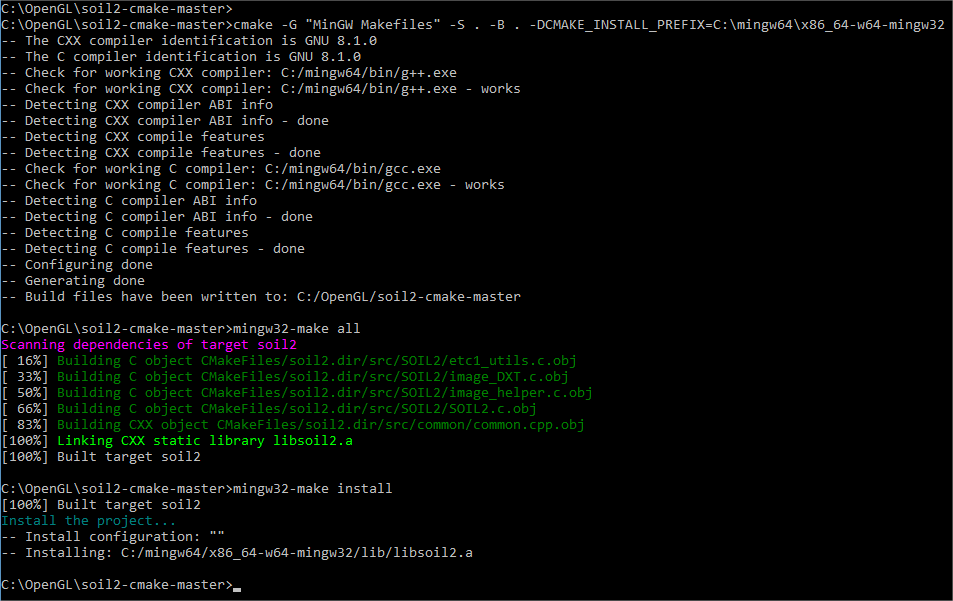 C:\OpenGL\soil2-cmake-master>
C:\OpenGL\soil2-cmake-master>cmake -G "MinGW Makefiles" -S . -B . -DCMAKE_INSTALL_PREFIX=C:\mingw64\x86_64-w64-mingw32
-- The CXX compiler identification is GNU 8.1.0
-- The C compiler identification is GNU 8.1.0
-- Check for working CXX compiler: C:/mingw64/bin/g++.exe
-- Check for working CXX compiler: C:/mingw64/bin/g++.exe - works
-- Detecting CXX compiler ABI info
-- Detecting CXX compiler ABI info - done
-- Detecting CXX compile features
-- Detecting CXX compile features - done
-- Check for working C compiler: C:/mingw64/bin/gcc.exe
-- Check for working C compiler: C:/mingw64/bin/gcc.exe - works
-- Detecting C compiler ABI info
-- Detecting C compiler ABI info - done
-- Detecting C compile features
-- Detecting C compile features - done
-- Configuring done
-- Generating done
-- Build files have been written to: C:/OpenGL/soil2-cmake-master
C:\OpenGL\soil2-cmake-master>mingw32-make all
Scanning dependencies of target soil2
[ 16%] Building C object CMakeFiles/soil2.dir/src/SOIL2/etc1_utils.c.obj
[ 33%] Building C object CMakeFiles/soil2.dir/src/SOIL2/image_DXT.c.obj
[ 50%] Building C object CMakeFiles/soil2.dir/src/SOIL2/image_helper.c.obj
[ 66%] Building C object CMakeFiles/soil2.dir/src/SOIL2/SOIL2.c.obj
[ 83%] Building CXX object CMakeFiles/soil2.dir/src/common/common.cpp.obj
[100%] Linking CXX static library libsoil2.a
[100%] Built target soil2
C:\OpenGL\soil2-cmake-master>mingw32-make install
[100%] Built target soil2
Install the project...
-- Install configuration: ""
-- Installing: C:/mingw64/x86_64-w64-mingw32/lib/libsoil2.a
C:\OpenGL\soil2-cmake-master>